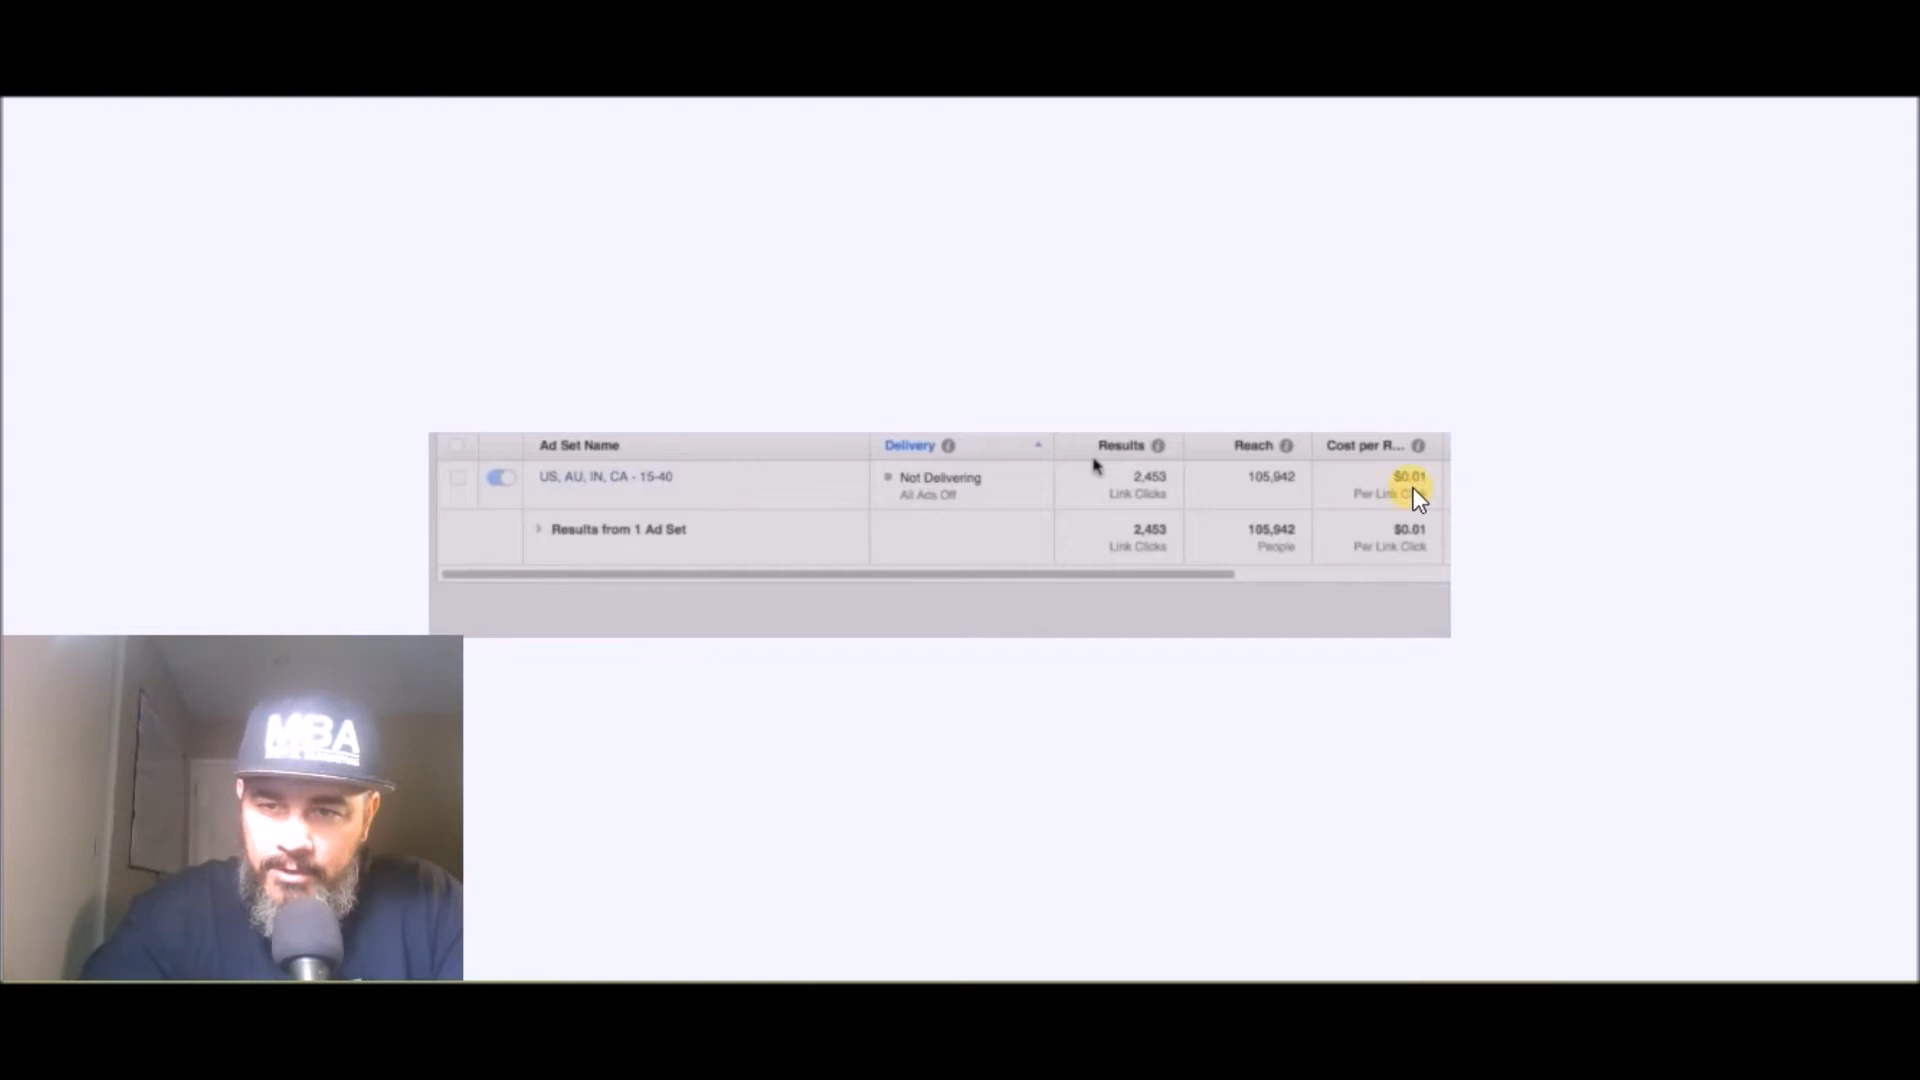 Ad Set Name Delivery Results Reach Cost per R...
US, AU, IN, CA - 15-40 Not Delivering 2,453 105,942 $0.01
All Ads Off Link Clicks Per Link
Results from 1 Ad Set 2,453 105,942 $0.01
Link Clicks People Per Link Click
MBA